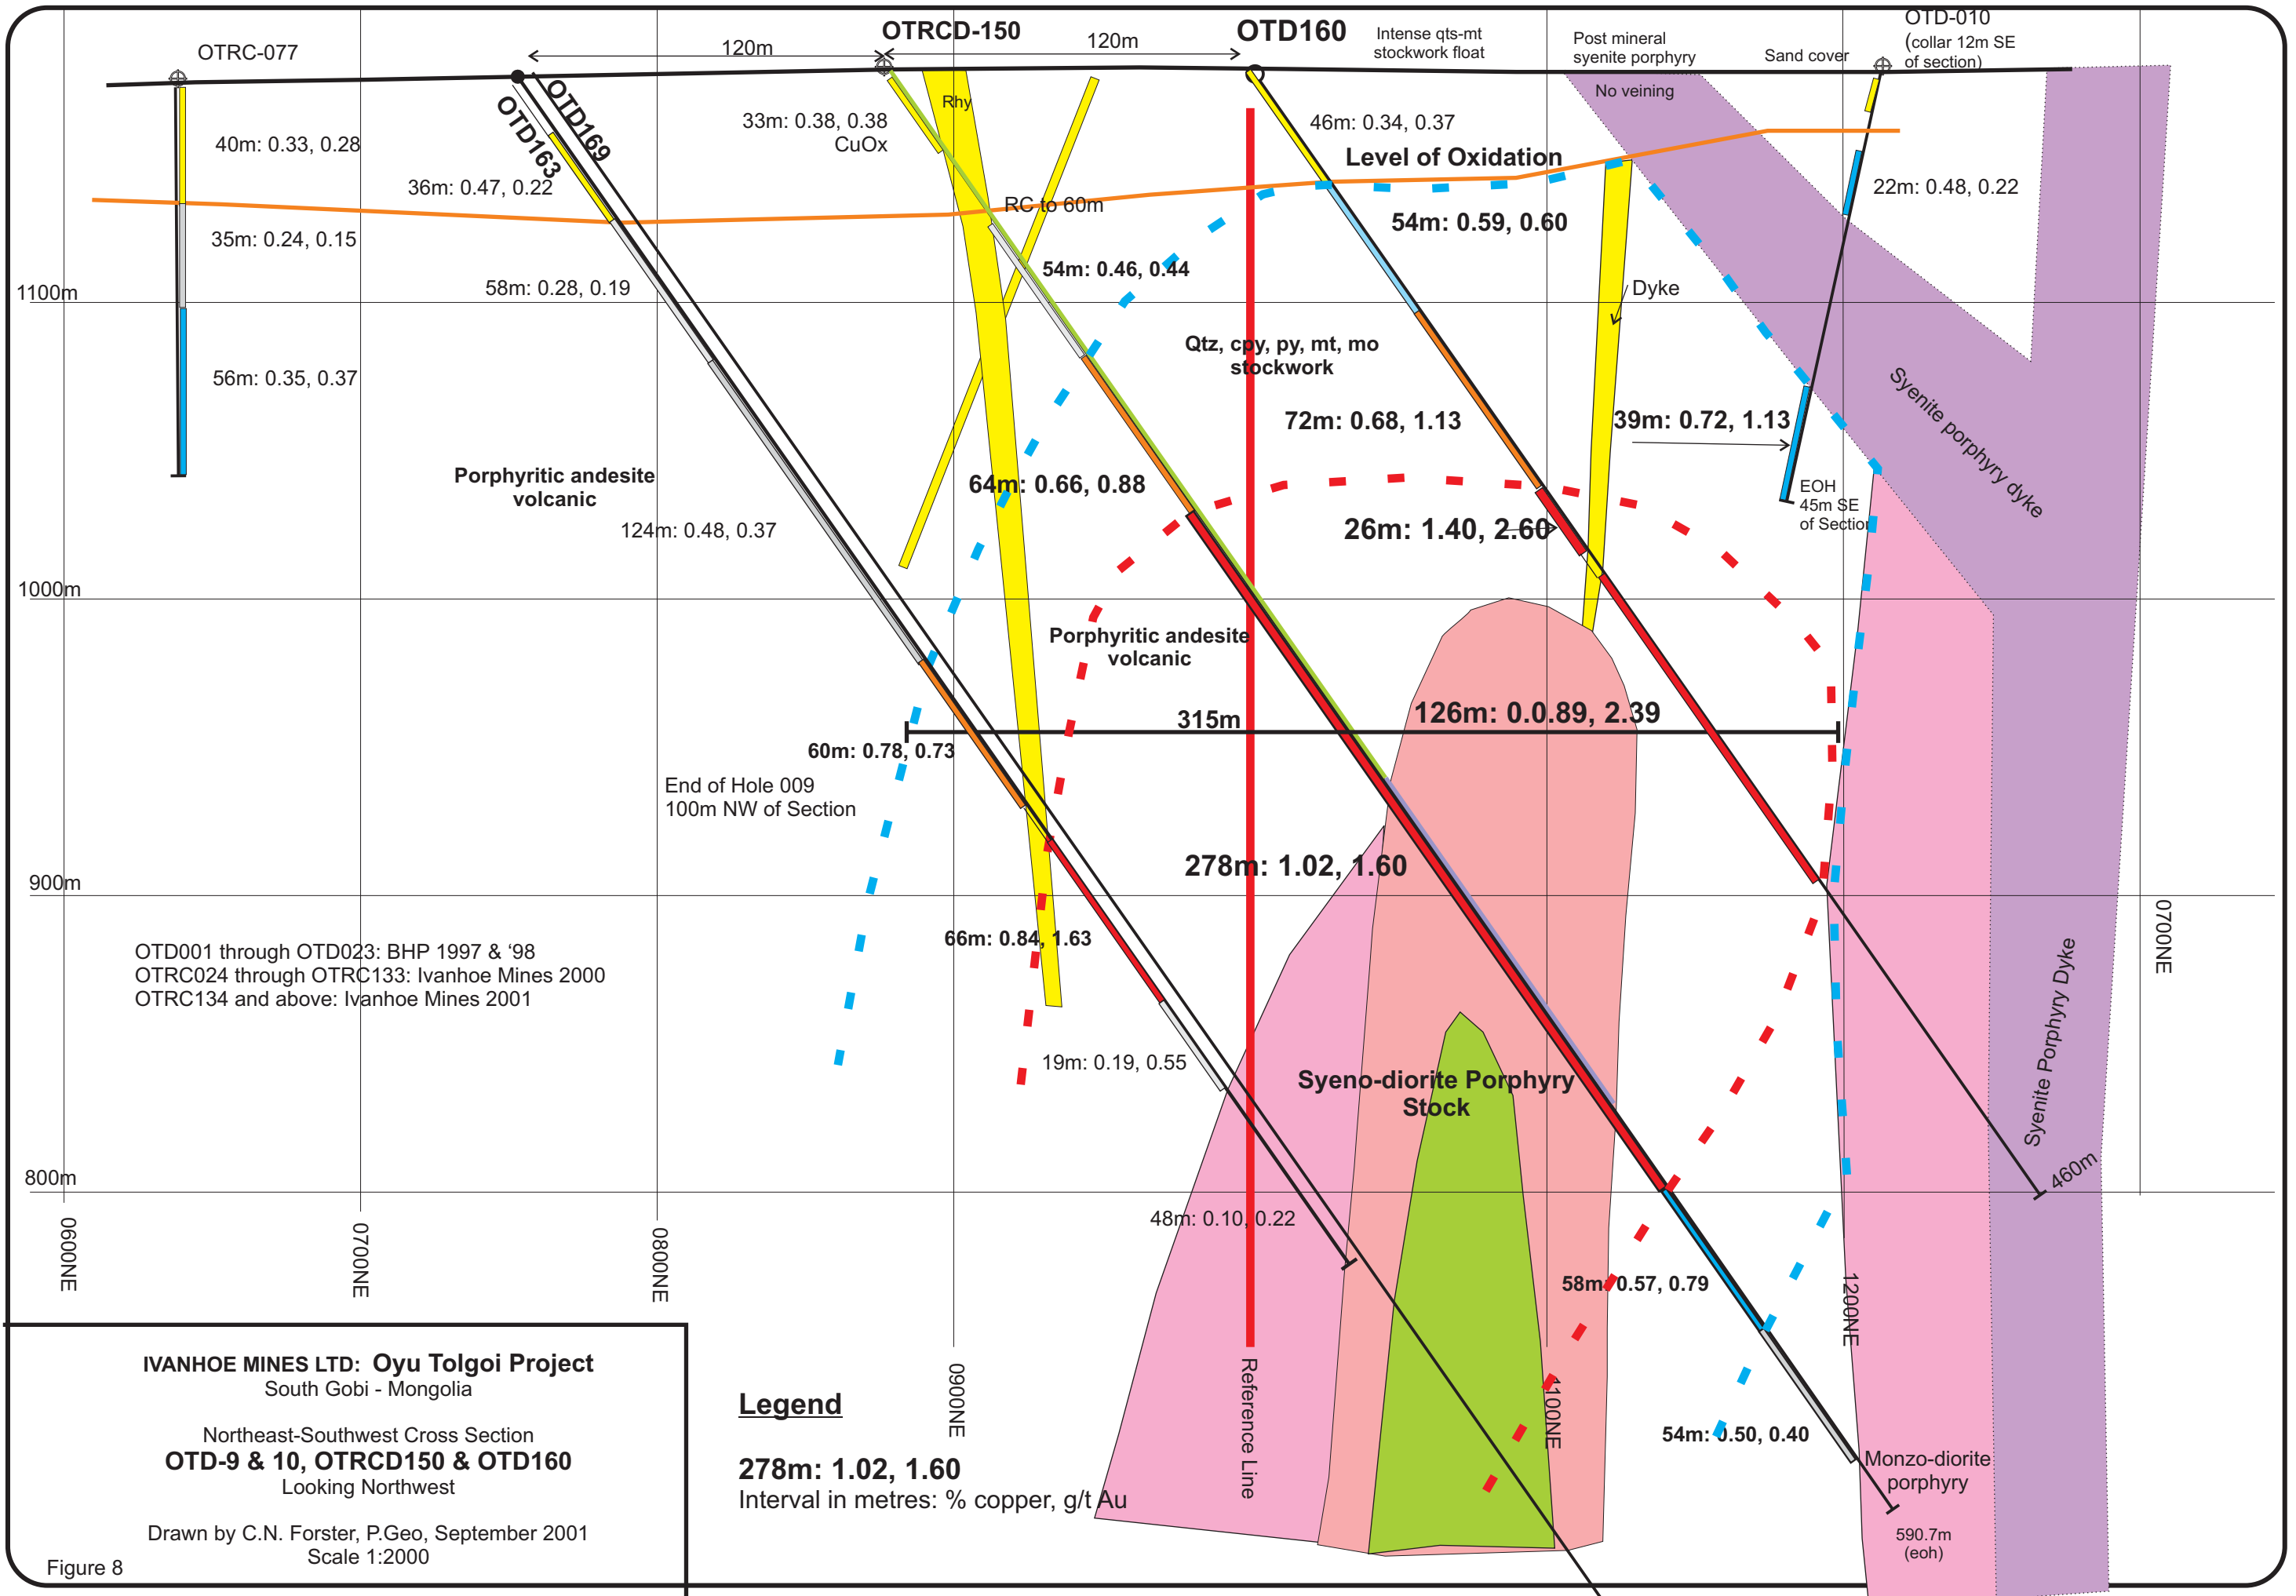 OTRC-077
120m
OTRCD-150
120m
OTD160
Intense qts-mt
stockwork float
Post mineral
syenite porphyry
Sand cover
OTD-010
(collar 12m SE
of section)
No veining
Rhy
OTD169
OTD163
33m: 0.38, 0.38
CuOx
46m: 0.34, 0.37
Level of Oxidation
40m: 0.33, 0.28
36m: 0.47, 0.22
22m: 0.48, 0.22
RC to 60m
54m: 0.59, 0.60
35m: 0.24, 0.15
54m: 0.46, 0.44
58m: 0.28, 0.19
Dyke
1100m
Qtz, cpy, py, mt, mo
stockwork
56m: 0.35, 0.37
72m: 0.68, 1.13
39m: 0.72, 1.13
Syenite porphyry dyke
Porphyritic andesite
volcanic
64m: 0.66, 0.88
EOH
45m SE
of Section
124m: 0.48, 0.37
26m: 1.40, 2.60
1000m
Porphyritic andesite
volcanic
315m
126m: 0.0.89, 2.39
60m: 0.78, 0.73
End of Hole 009
100m NW of Section
278m: 1.02, 1.60
900m
0700NE
66m: 0.84, 1.63
OTD001 through OTD023: BHP 1997 & ‘98
OTRC024 through OTRC133: Ivanhoe Mines 2000
OTRC134 and above: Ivanhoe Mines 2001
Syenite Porphyry Dyke
19m: 0.19, 0.55
Syeno-diorite Porphyry
Stock
460m
800m
48m: 0.10, 0.22
0600NE
0700NE
0800NE
58m: 0.57, 0.79
1200NE
0900NE
Reference Line
1100NE
54m: 0.50, 0.40
Monzo-diorite
porphyry
590.7m
(eoh)
IVANHOE MINES LTD: Oyu Tolgoi Project
South Gobi - Mongolia
Northeast-Southwest Cross Section
OTD-9 & 10, OTRCD150 & OTD160
Looking Northwest
Drawn by C.N. Forster, P.Geo, September 2001
Scale 1:2000
Figure 8
Legend
278m: 1.02, 1.60
Interval in metres: % copper, g/t Au